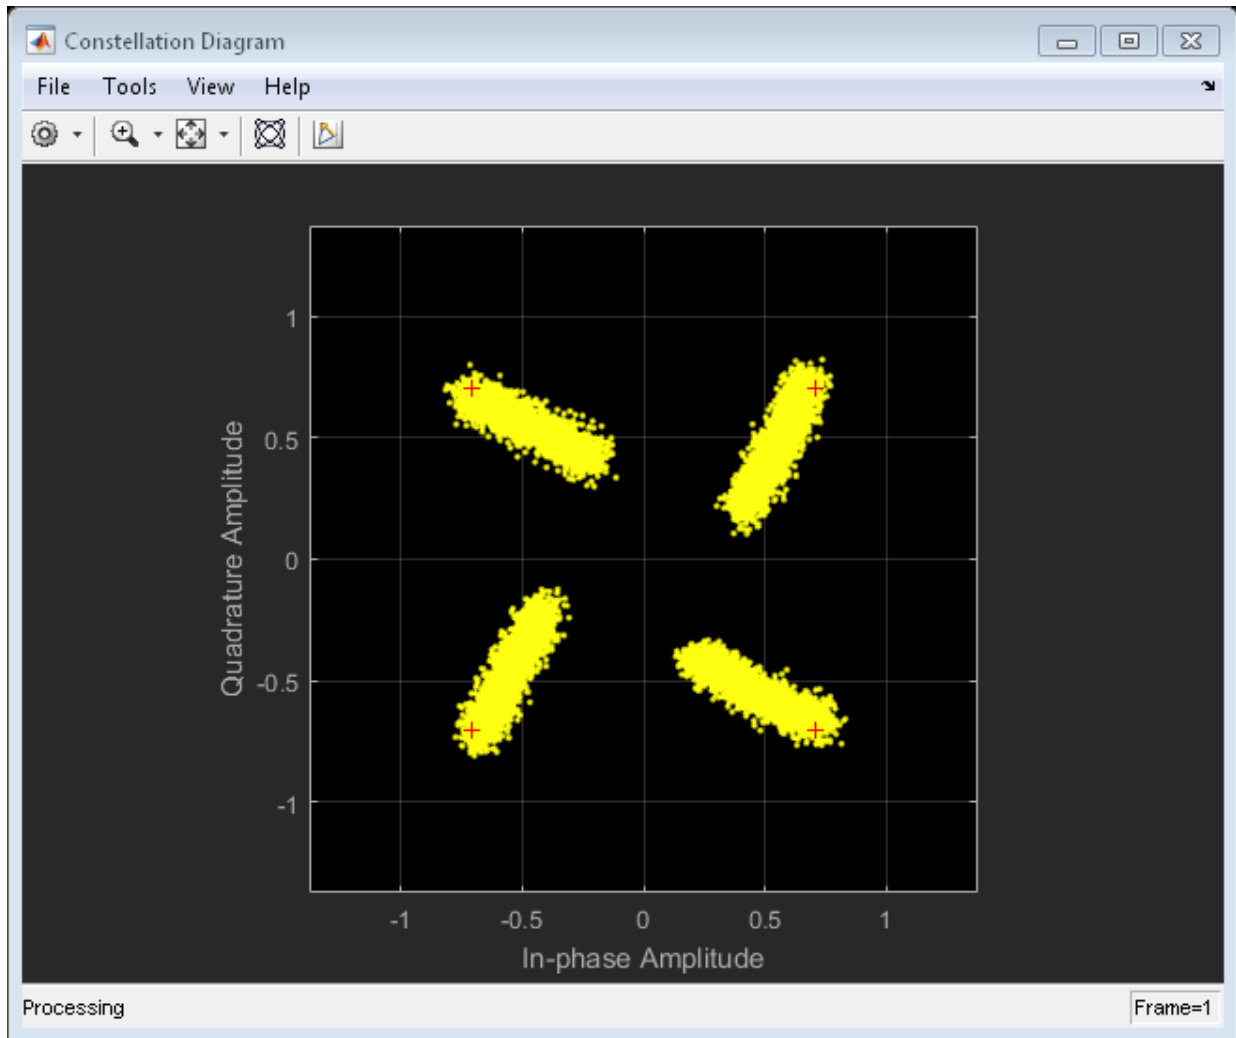 Constellation Diagram
File Tools View Help
Quadrature Amplitude
1
0.5
0
-0.5
-1
-1 -0.5 0 0.5 1
In-phase Amplitude
Processing Frame=1